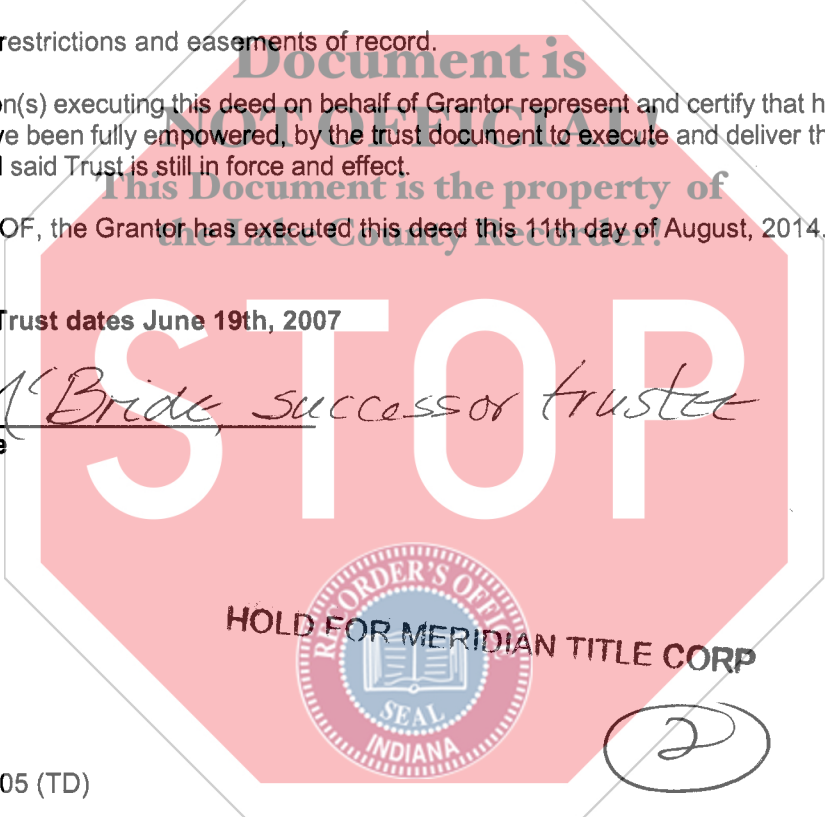 restrictions and easements of record.
Document is
n(s) executing this deed on behalf of Grantor represent and certify that h
ve been fully empowered, by the trust document to execute and deliver th
NOT OFFICIAL!
said Trust is still in force and effect.
This Document is the property of
OF, the Grantor has executed this deed this 11th day of August, 2014.
the Lake County Recorder!
Trust dates June 19th, 2007
STOP
McBride, successor trustee
e
RECORDER'S OFFICE
HOLD FOR MERIDIAN TITLE CORP
SEAL
INDIANA
2
05 (TD)